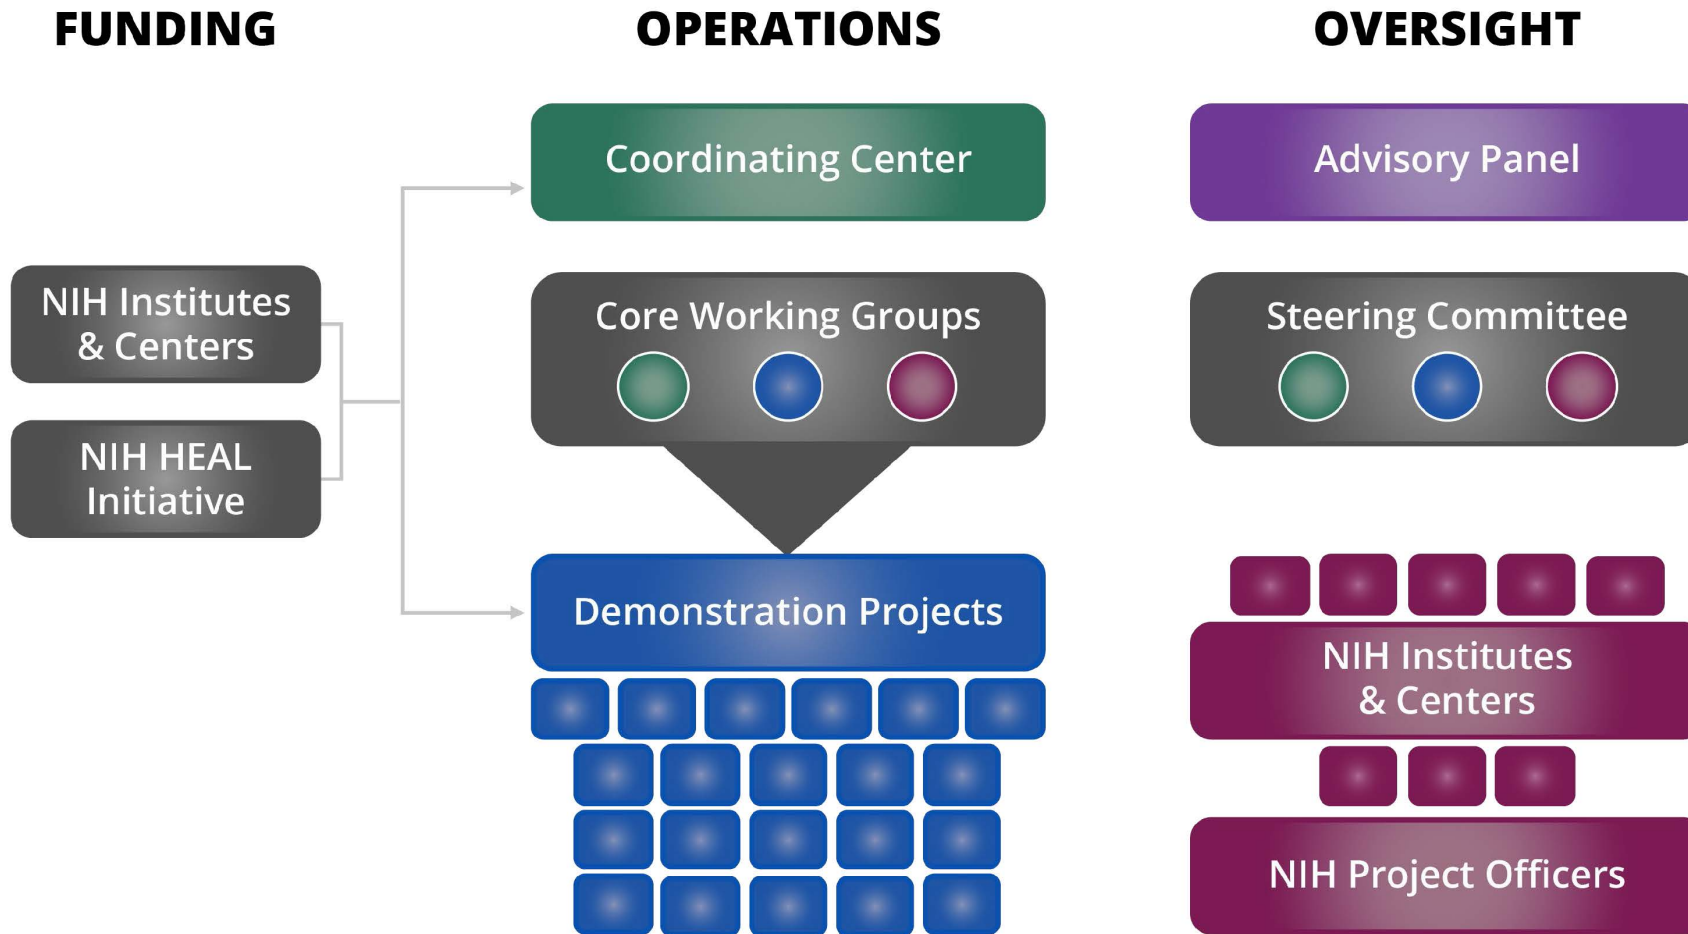 FUNDING
OPERATIONS
OVERSIGHT
Coordinating Center
Advisory Panel
NIH Institutes
& Centers
Core Working Groups
Steering Committee
NIH HEAL
Initiative
Demonstration Projects
NIH Institutes
& Centers
NIH Project Officers